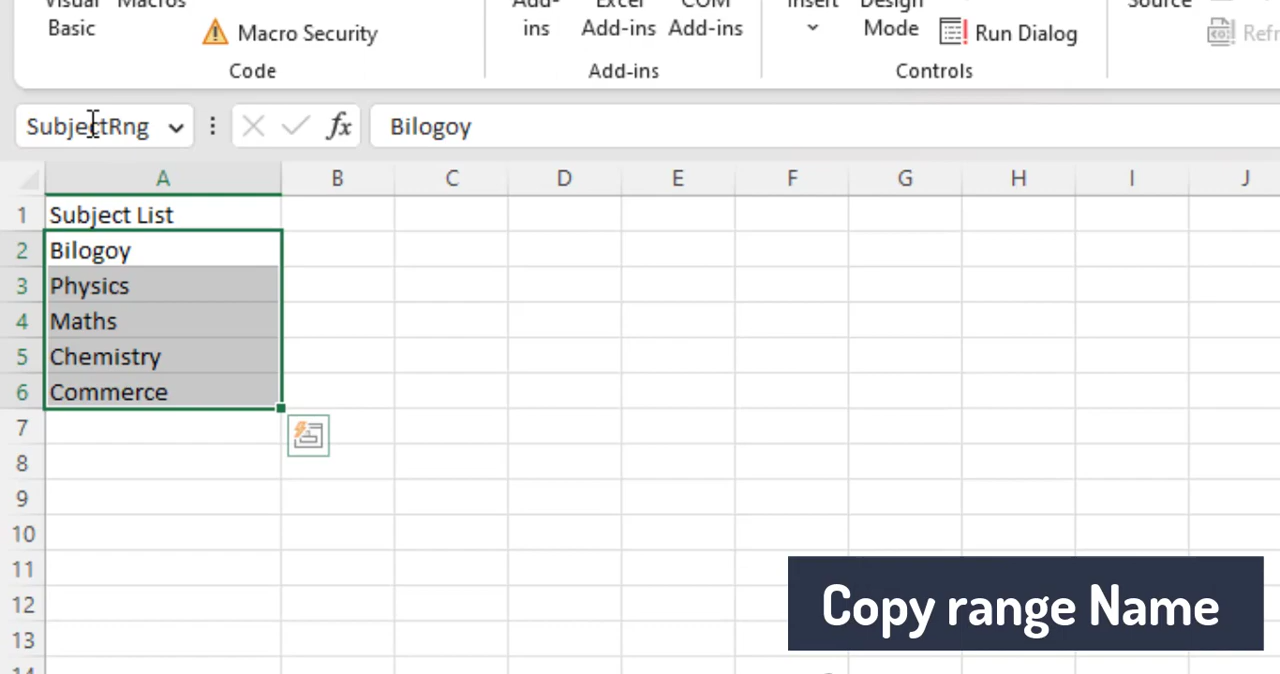 Visual Macros Add- Excel COM Insert Design Source
Basic Macro Security ins Add-ins Add-ins Mode Run Dialog
Code Add-ins Controls
SubjectRng fx Bilogoy
A B C D E F G H I J
1 Subject List
2 Bilogoy
3 Physics
4 Maths
5 Chemistry
6 Commerce
7
8
9
10
11
12
13
Copy range Name